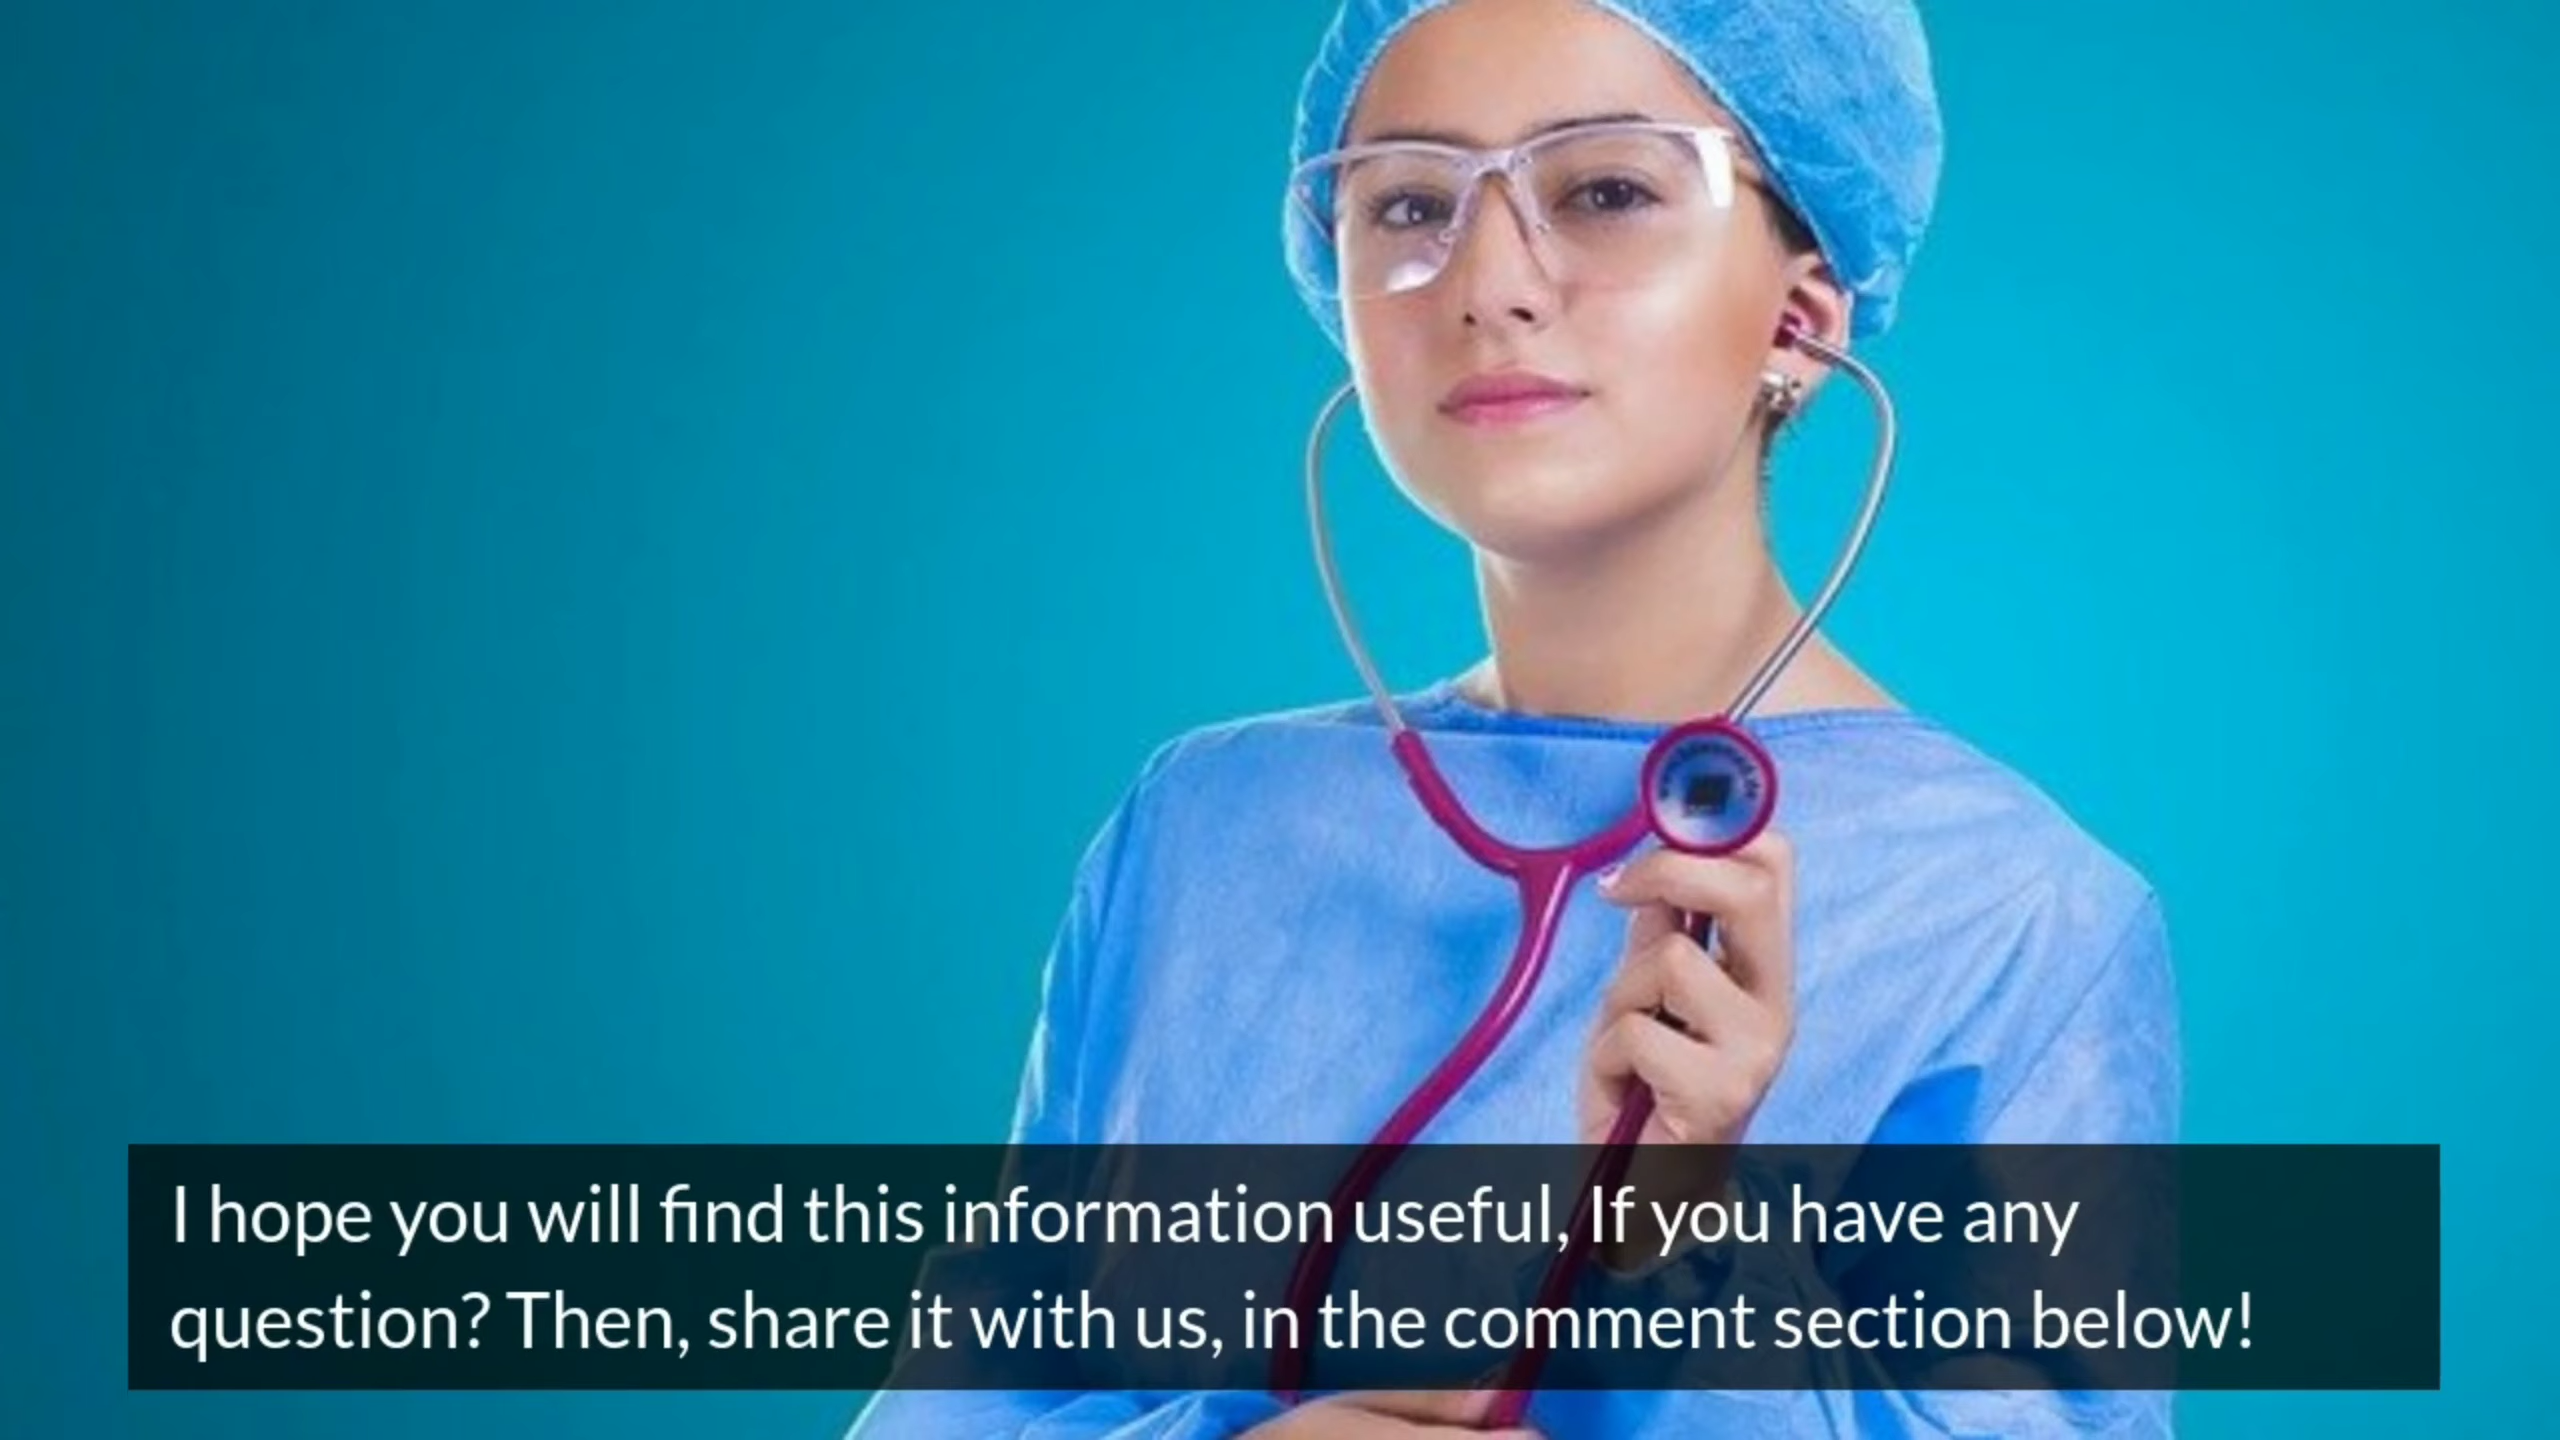 I hope you will find this information useful, If you have any
question? Then, share it with us, in the comment section below!